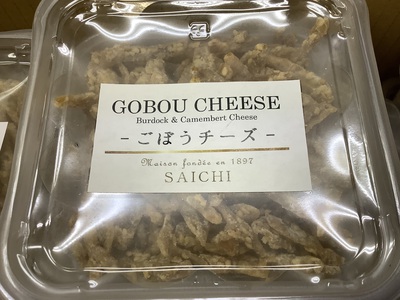 GOBOU CHEESE
Burdock & Camembert Cheese
-ごぼうチーズ-
Maison fondée en 1897
SAICHI